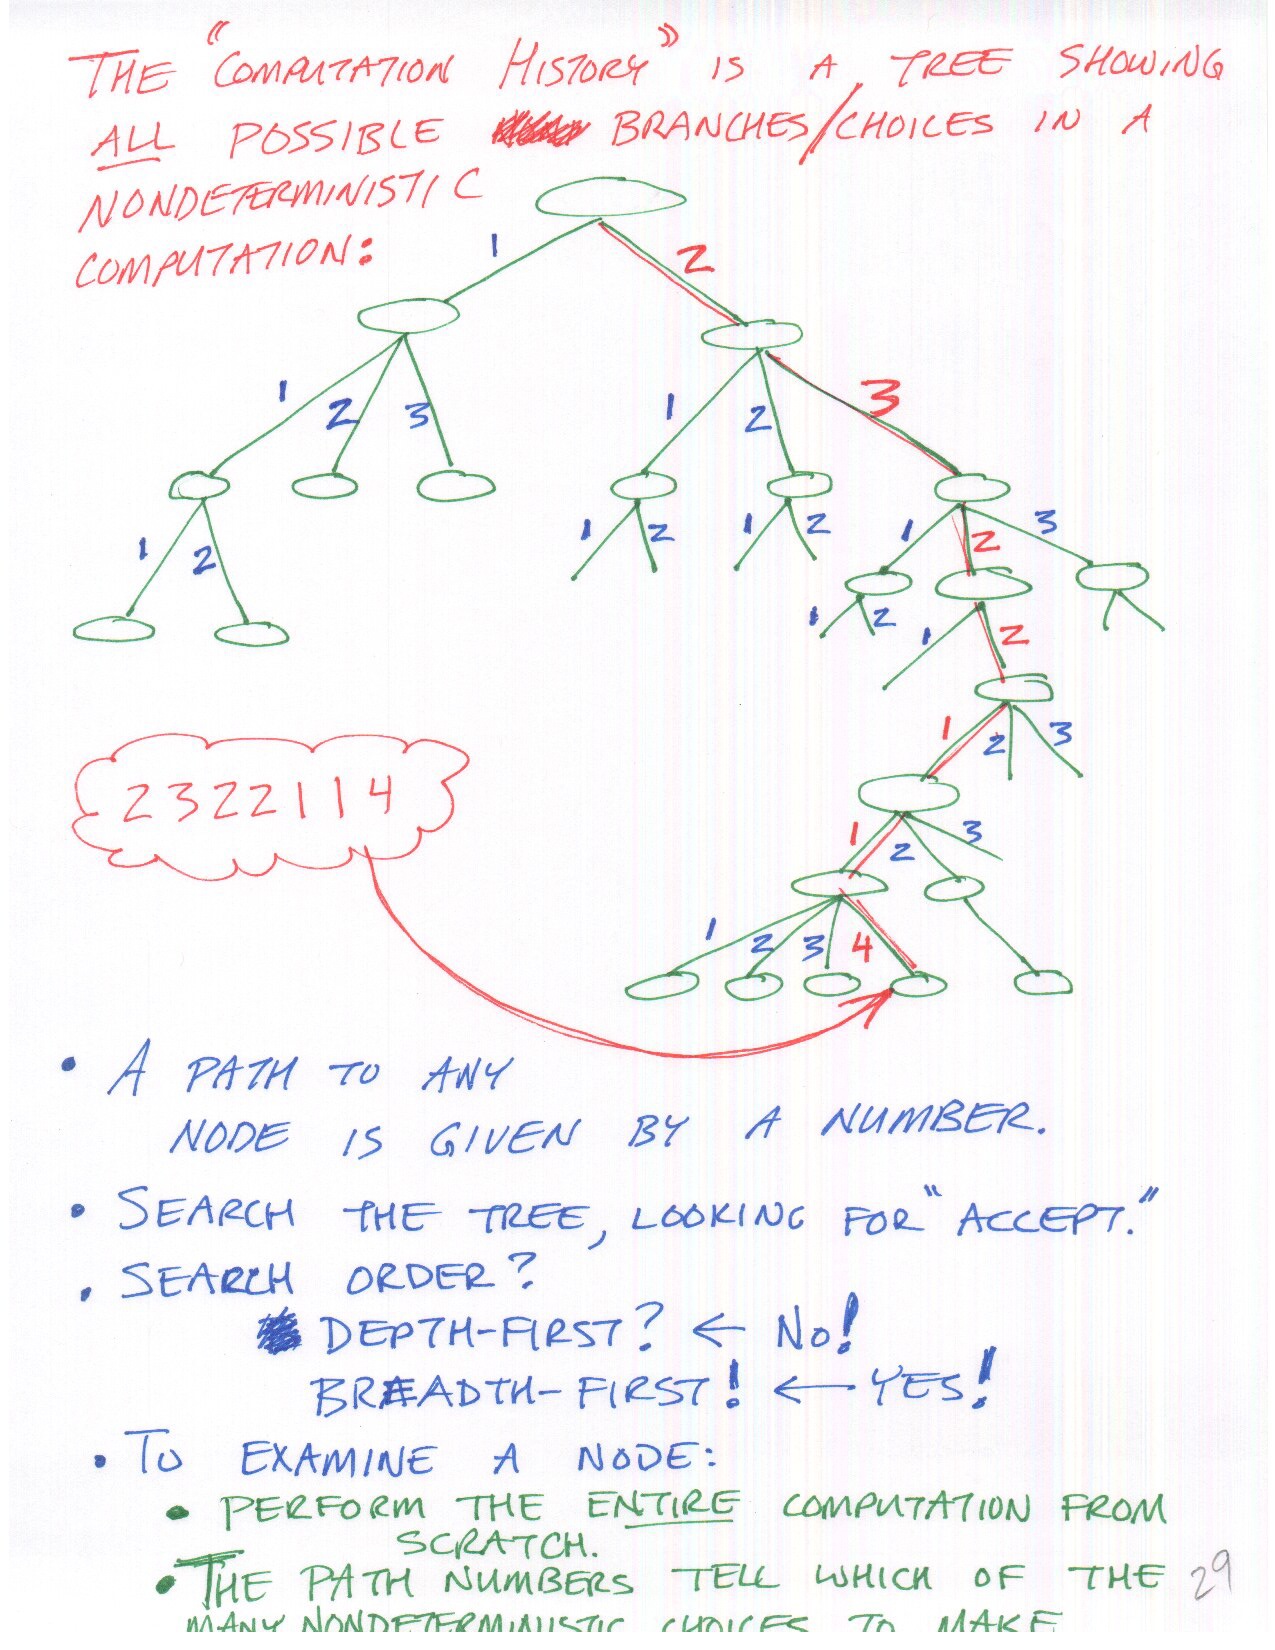 THE "COMPUTATION HISTORY" IS A TREE SHOWING
ALL POSSIBLE BRANCHES/CHOICES IN A
NONDETERMINISTIC
COMPUTATION:
1 2
1 2 3 1 2 3
1 2 1 2 1 2 1 2 3
1 2 1 2
1 2 3
2322114
1 2 3
1 2 3 4
• A PATH TO ANY
NODE IS GIVEN BY A NUMBER.
• SEARCH THE TREE, LOOKING FOR "ACCEPT."
• SEARCH ORDER?
DEPTH-FIRST? ← NO!
BREADTH-FIRST! ← YES!
• TO EXAMINE A NODE:
• PERFORM THE ENTIRE COMPUTATION FROM
SCRATCH.
• THE PATH NUMBERS TELL WHICH OF THE
29
MANY NONDETERMINISTIC CHOICES TO MAKE